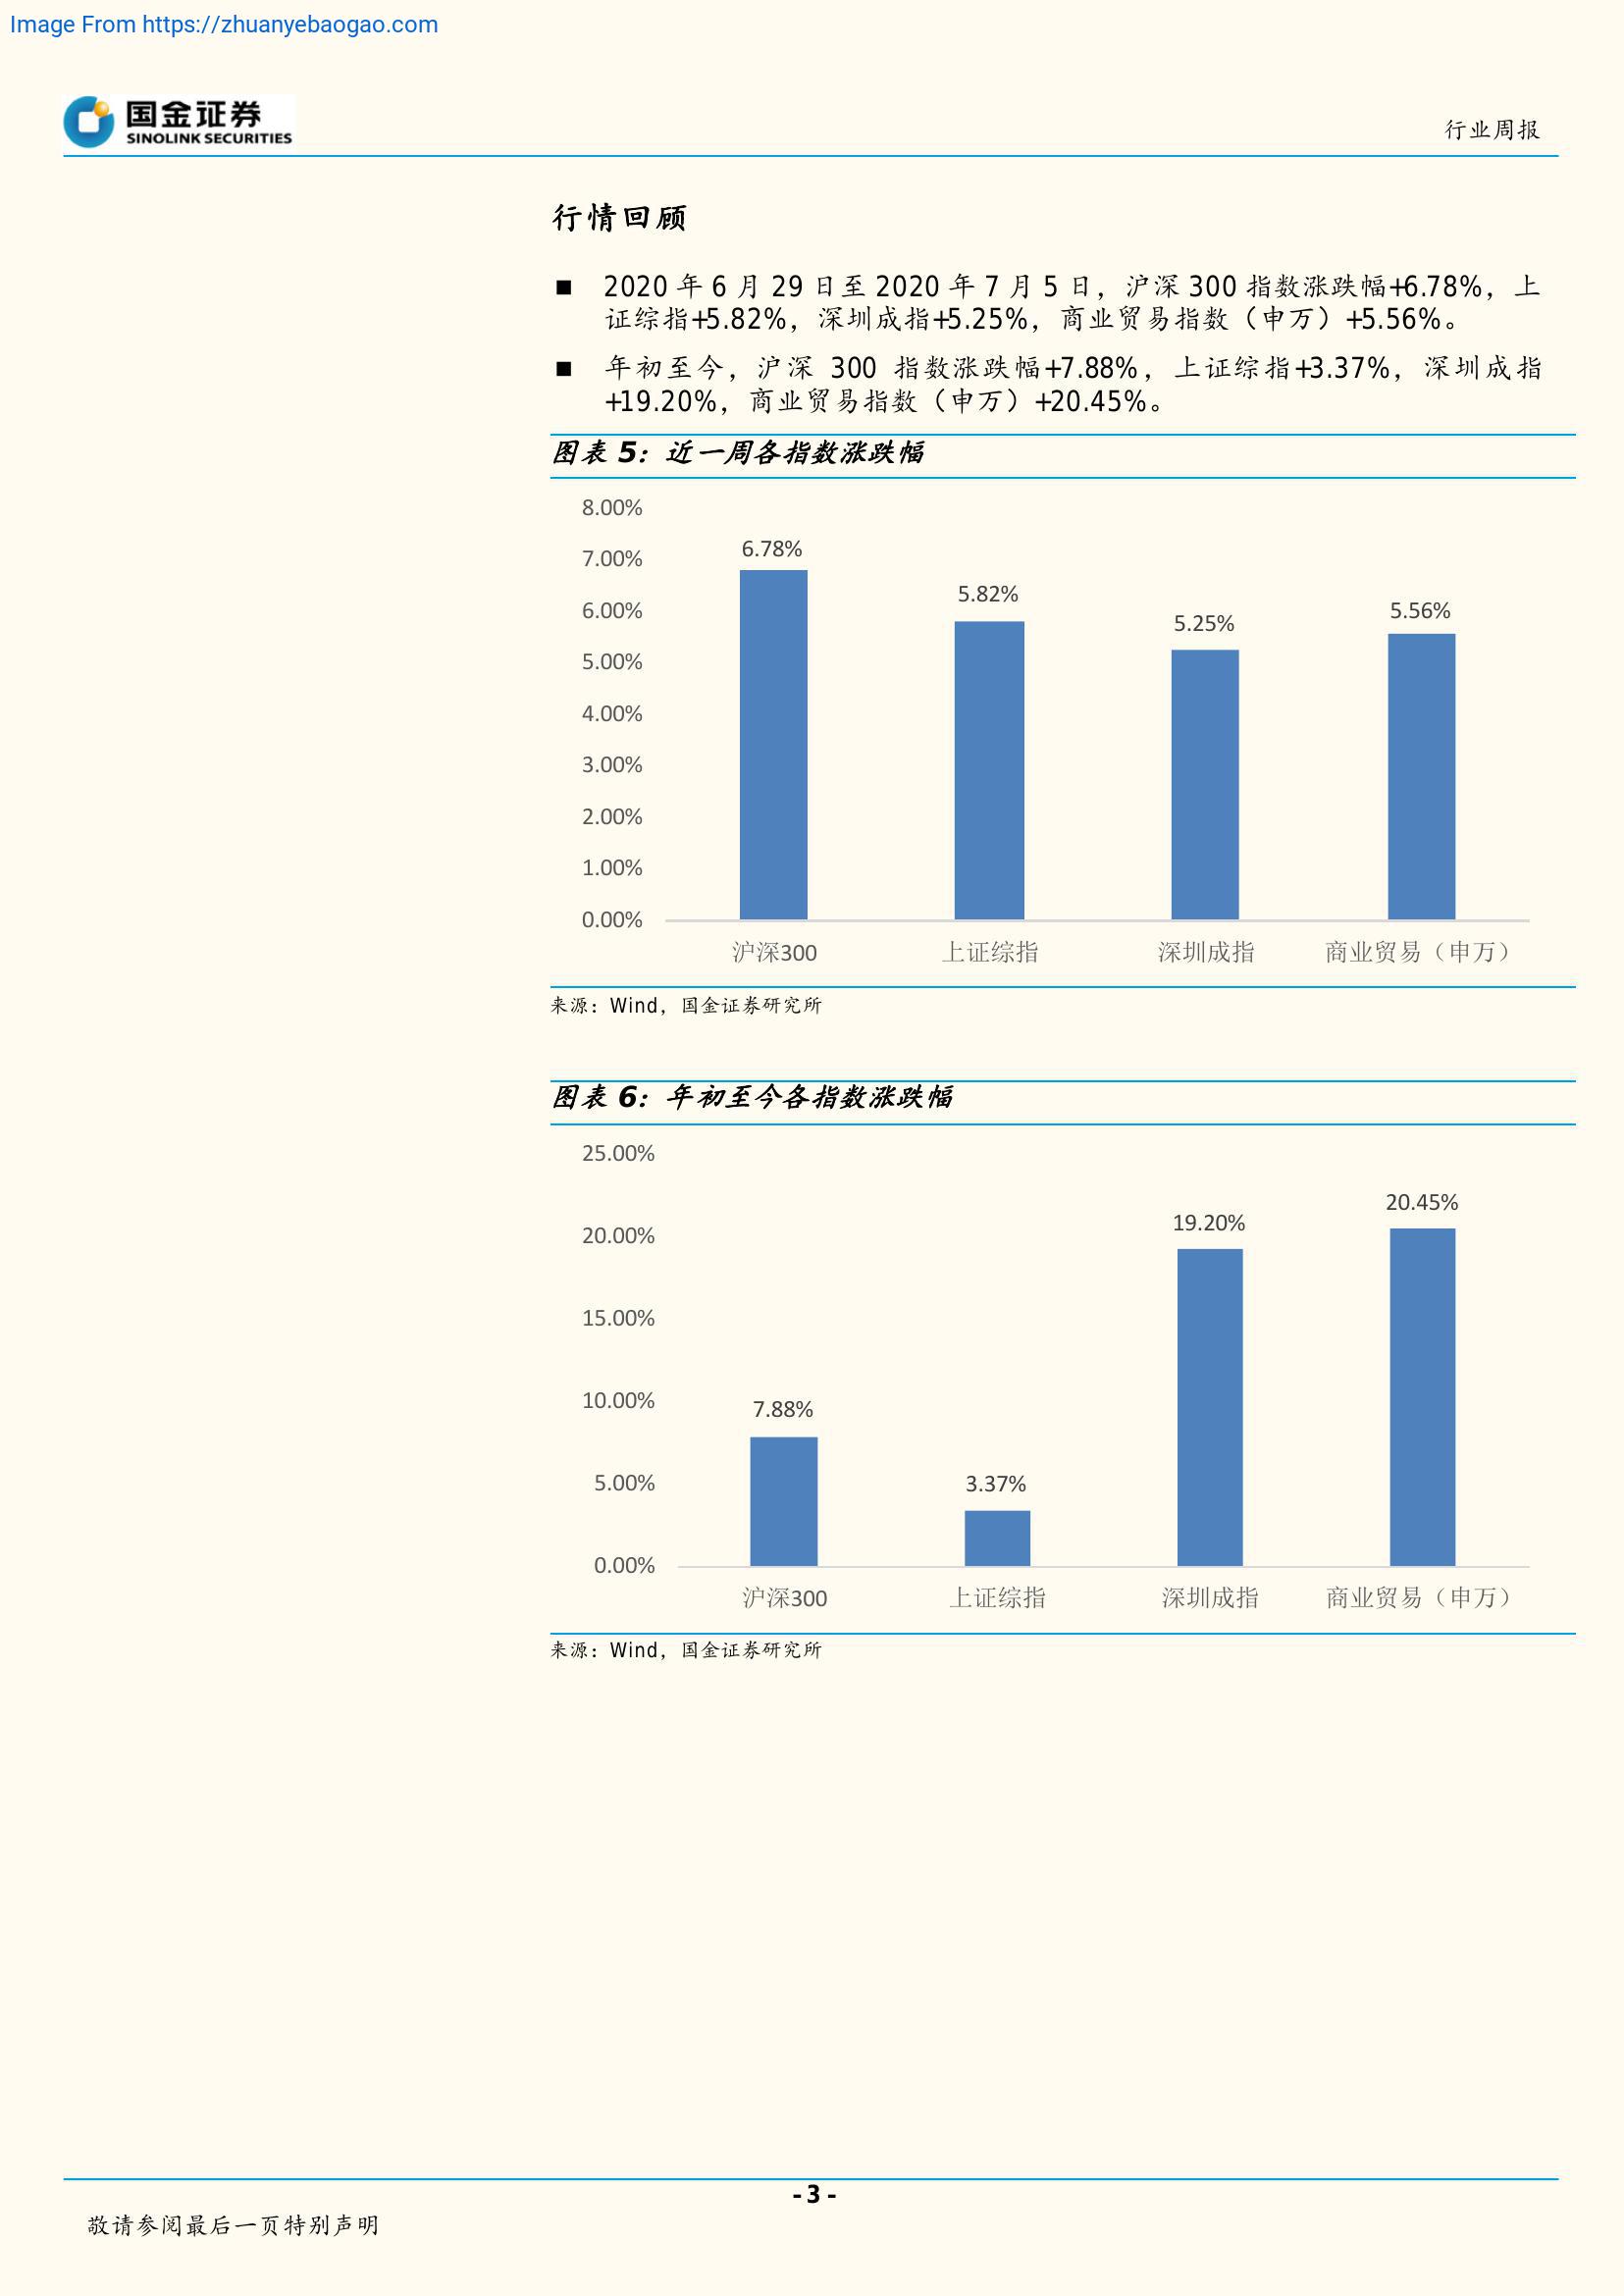 Image From https://zhuanyebaogao.com
国金证券
SINOLINK SECURITIES
行业周报
行情回顾
■ 2020 年 6 月 29 日至 2020 年 7 月 5 日，沪深 300 指数涨跌幅+6.78%，上
证综指+5.82%，深圳成指+5.25%，商业贸易指数（申万）+5.56%。
■ 年初至今，沪深 300 指数涨跌幅+7.88%，上证综指+3.37%，深圳成指
+19.20%，商业贸易指数（申万）+20.45%。
图表 5：近一周各指数涨跌幅
8.00%
7.00%
6.00%
5.00%
4.00%
3.00%
2.00%
1.00%
0.00%
6.78%
5.82%
5.25%
5.56%
沪深300 上证综指 深圳成指 商业贸易（申万）
来源：Wind，国金证券研究所
图表 6：年初至今各指数涨跌幅
25.00%
20.00%
15.00%
10.00%
5.00%
0.00%
7.88%
3.37%
19.20%
20.45%
沪深300 上证综指 深圳成指 商业贸易（申万）
来源：Wind，国金证券研究所
- 3 -
敬请参阅最后一页特别声明